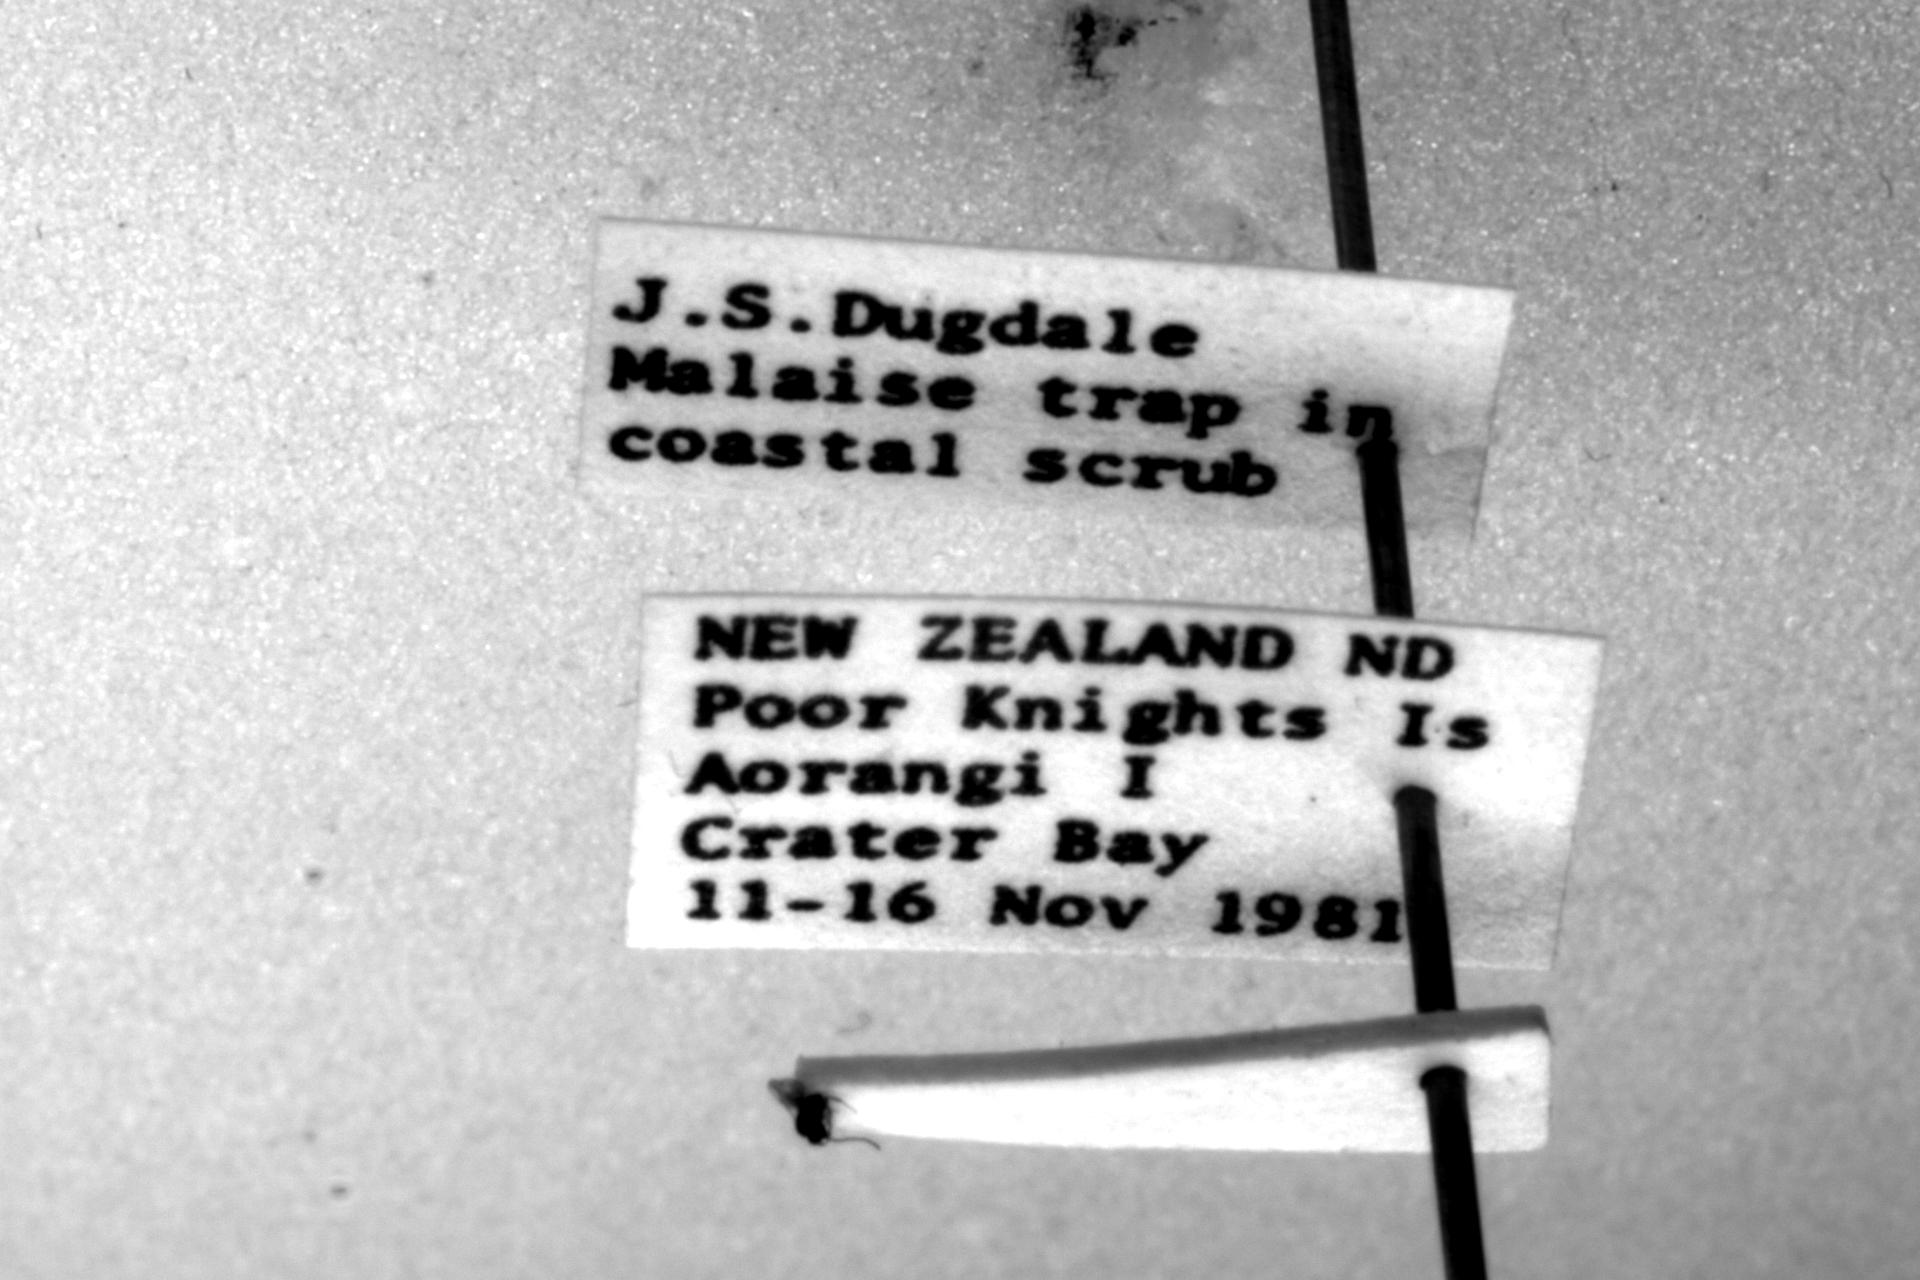 J.S.Dugdale
Malaise trap in
coastal scrub
NEW ZEALAND ND
Poor Knights Is
Aorangi I
Crater Bay
11-16 Nov 1981